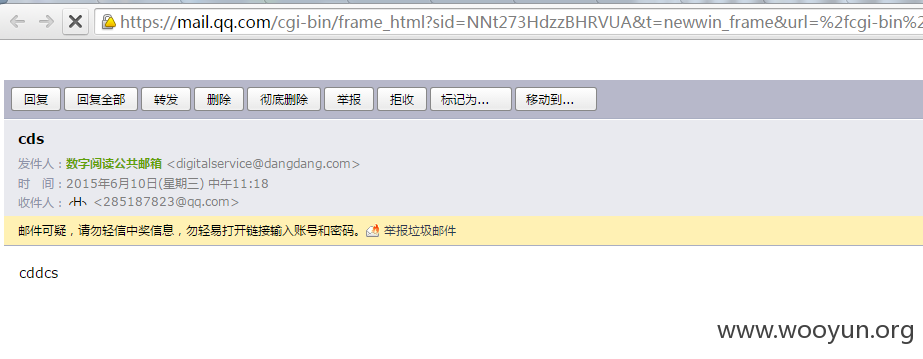 https://mail.qq.com/cgi-bin/frame_html?sid=NNt273HdzzBHRVUA&t=newwin_frame&url=%2fcgi-bin%2
回复 回复全部 转发 删除 彻底删除 举报 拒收 标记为... 移动到...
cds
发件人：数字阅读公共邮箱 <digitalservice@dangdang.com>
时 间：2015年6月10日(星期三) 中午11:18
收件人： <285187823@qq.com>
邮件可疑，请勿轻信中奖信息，勿轻易打开链接输入账号和密码。 举报垃圾邮件
cddcs
www.wooyun.org